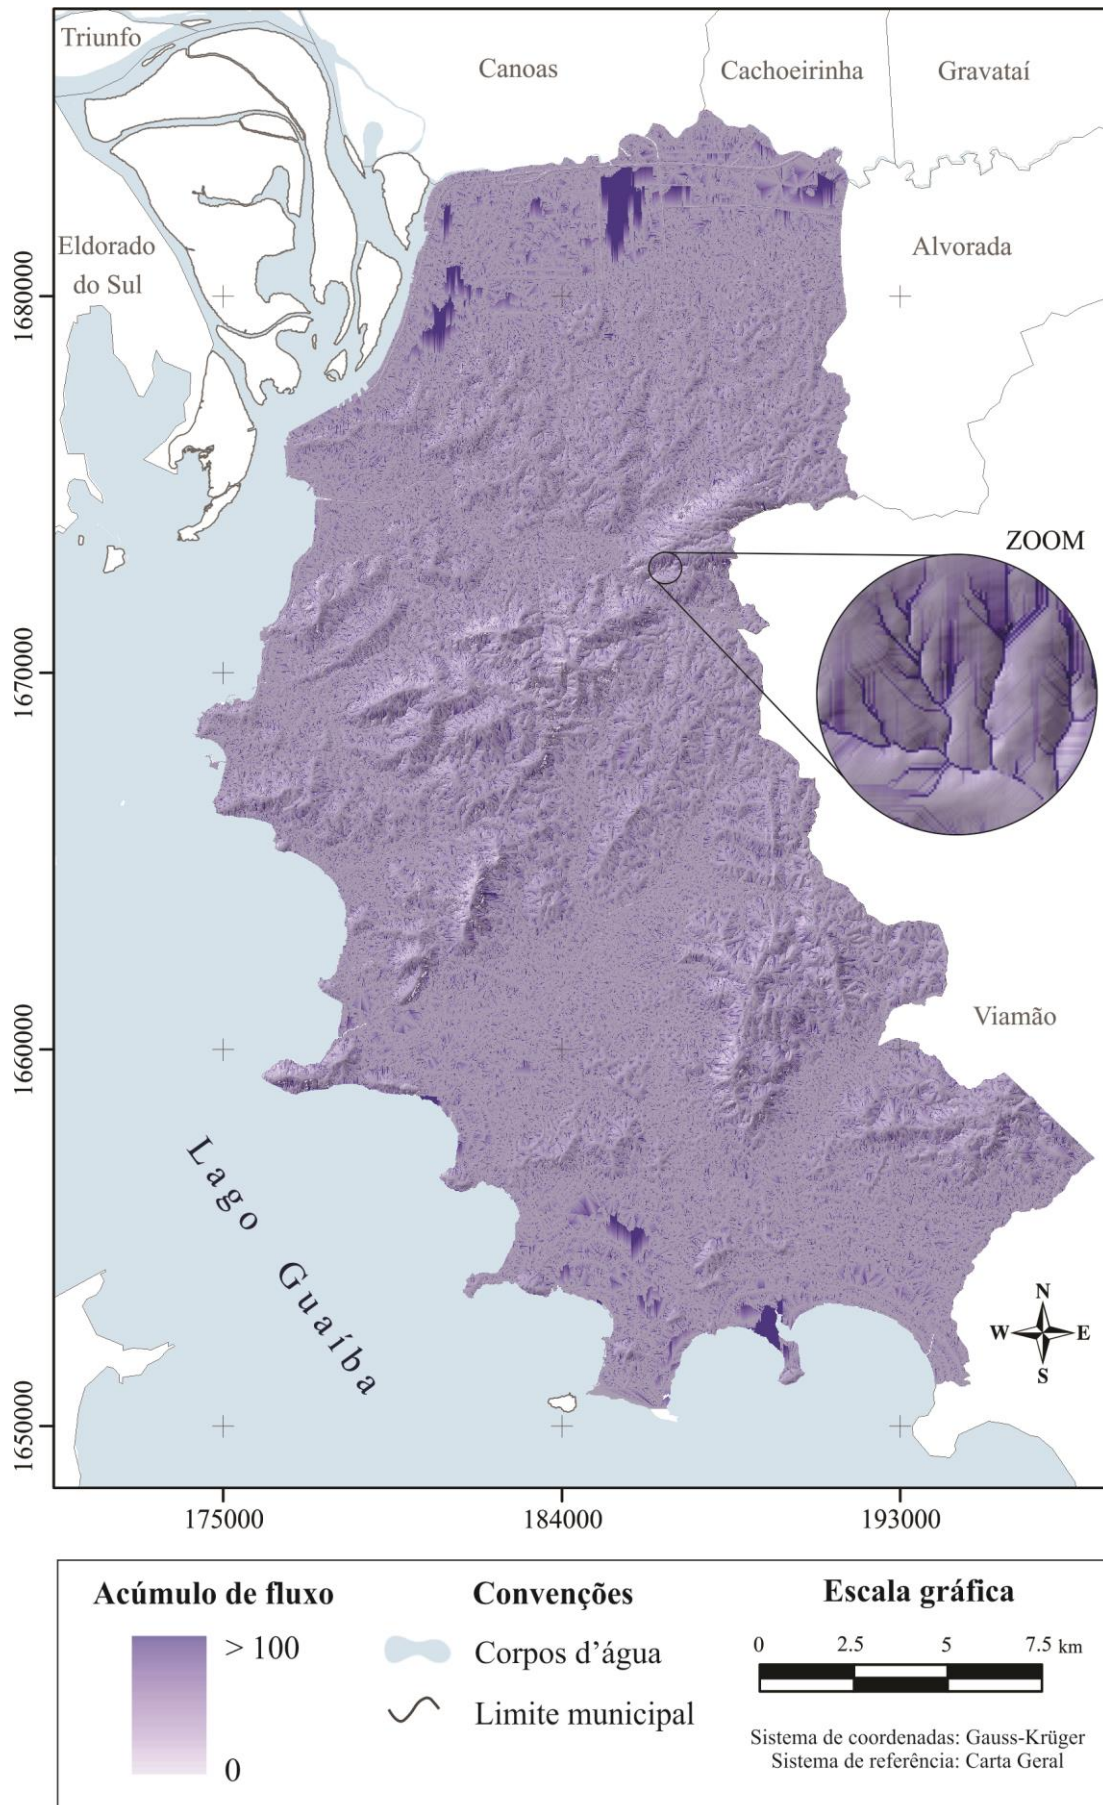 Triunfo
Canoas
Cachoeirinha
Gravataí
Eldorado
do Sul
Alvorada
1680000
ZOOM
1670000
Viamão
1660000
Lago Guaíba
N
W
E
S
1650000
175000
184000
193000
Acúmulo de fluxo
> 100
0
Convenções
Corpos d’água
Limite municipal
Escala gráfica
0 2.5 5 7.5 km
Sistema de coordenadas: Gauss-Krüger
Sistema de referência: Carta Geral